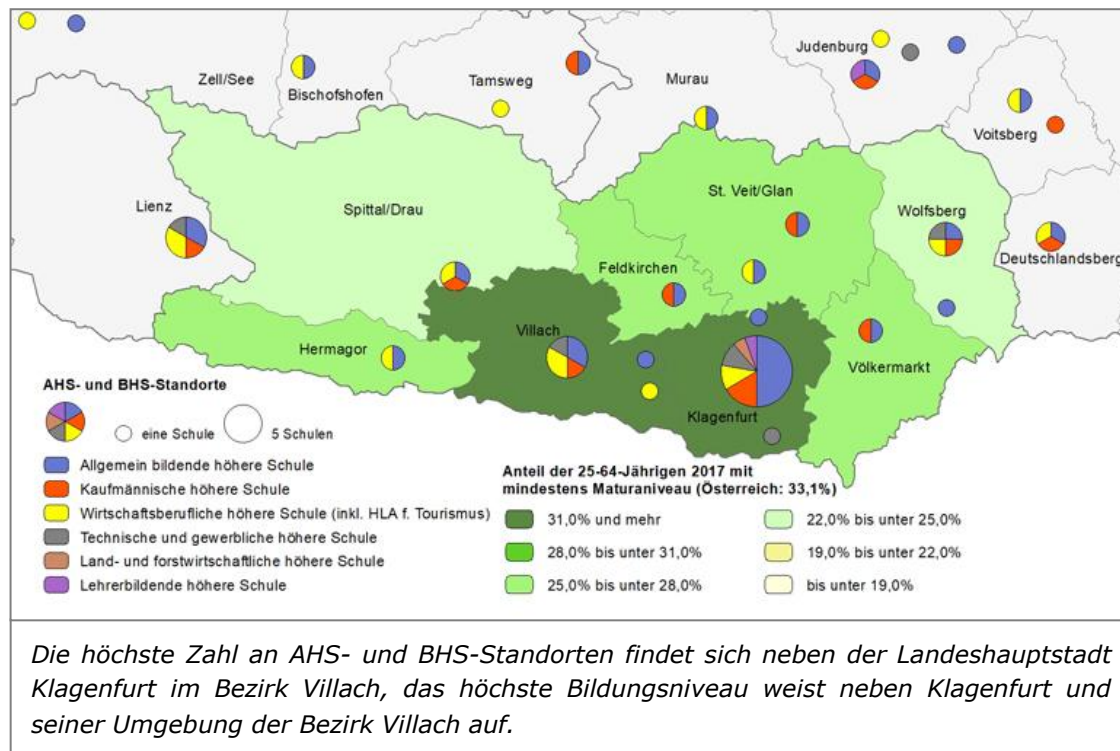 Zell/See
Bischofshofen
Tamsweg
Murau
Judenburg
Voitsberg
Lienz
Spittal/Drau
St. Veit/Glan
Wolfsberg
Deutschlandsberg
Feldkirchen
Villach
Hermagor
Völkermarkt
Klagenfurt
AHS- und BHS-Standorte
eine Schule
5 Schulen
Allgemein bildende höhere Schule
Kaufmännische höhere Schule
Wirtschaftsberufliche höhere Schule (inkl. HLA f. Tourismus)
Technische und gewerbliche höhere Schule
Land- und forstwirtschaftliche höhere Schule
Lehrerbildende höhere Schule
Anteil der 25-64-Jährigen 2017 mit
mindestens Maturaniveau (Österreich: 33,1%)
31,0% und mehr
28,0% bis unter 31,0%
25,0% bis unter 28,0%
22,0% bis unter 25,0%
19,0% bis unter 22,0%
bis unter 19,0%
Die höchste Zahl an AHS- und BHS-Standorten findet sich neben der Landeshauptstadt
Klagenfurt im Bezirk Villach, das höchste Bildungsniveau weist neben Klagenfurt und
seiner Umgebung der Bezirk Villach auf.